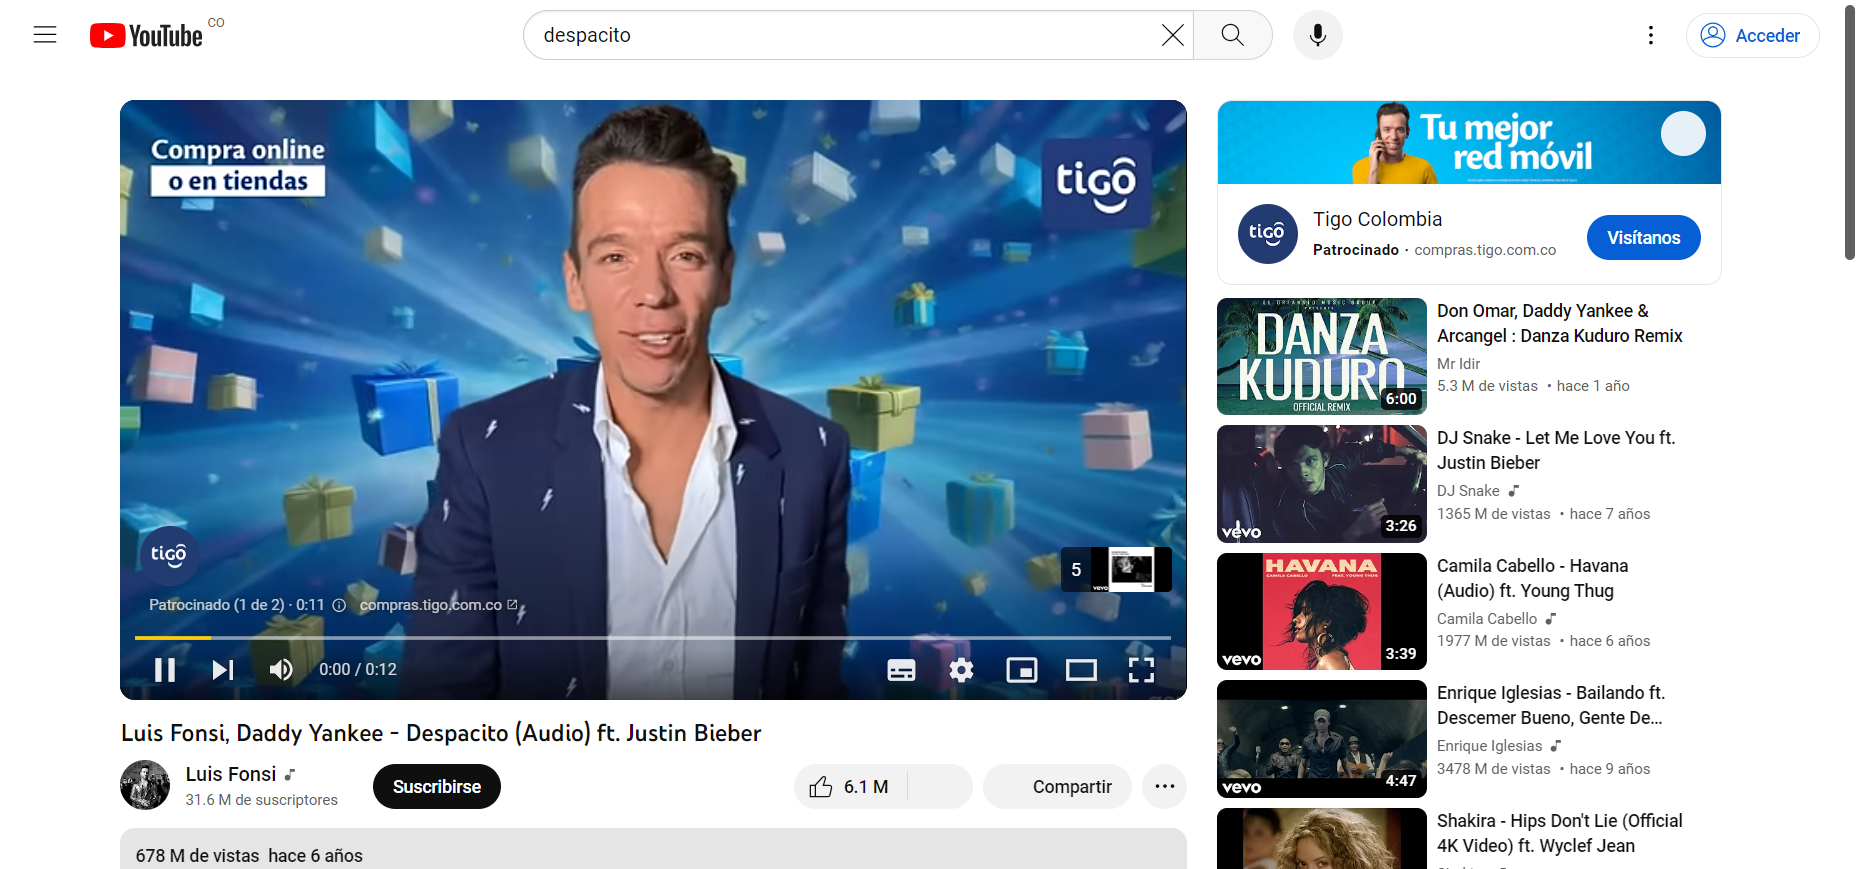 YouTube CO
despacito
Acceder
Compra online
o en tiendas
tigo
tigo
5
vevo
Patrocinado (1 de 2) · 0:11 compras.tigo.com.co
0:00 / 0:12
Luis Fonsi, Daddy Yankee - Despacito (Audio) ft. Justin Bieber
Luis Fonsi
31.6 M de suscriptores
Suscribirse
6.1 M
Compartir
678 M de vistas hace 6 años
Tu mejor
red móvil
tigo
Tigo Colombia
Patrocinado · compras.tigo.com.co
Visítanos
DANZA
KUDURO
OFFICIAL REMIX
6:00
Don Omar, Daddy Yankee &
Arcangel : Danza Kuduro Remix
Mr Idir
5.3 M de vistas • hace 1 año
vevo
3:26
DJ Snake - Let Me Love You ft.
Justin Bieber
DJ Snake
1365 M de vistas • hace 7 años
HAVANA
CAMILA CABELLO FEAT. YOUNG THUG
vevo
3:39
Camila Cabello - Havana
(Audio) ft. Young Thug
Camila Cabello
1977 M de vistas • hace 6 años
vevo
4:47
Enrique Iglesias - Bailando ft.
Descemer Bueno, Gente De...
Enrique Iglesias
3478 M de vistas • hace 9 años
Shakira - Hips Don't Lie (Official
4K Video) ft. Wyclef Jean